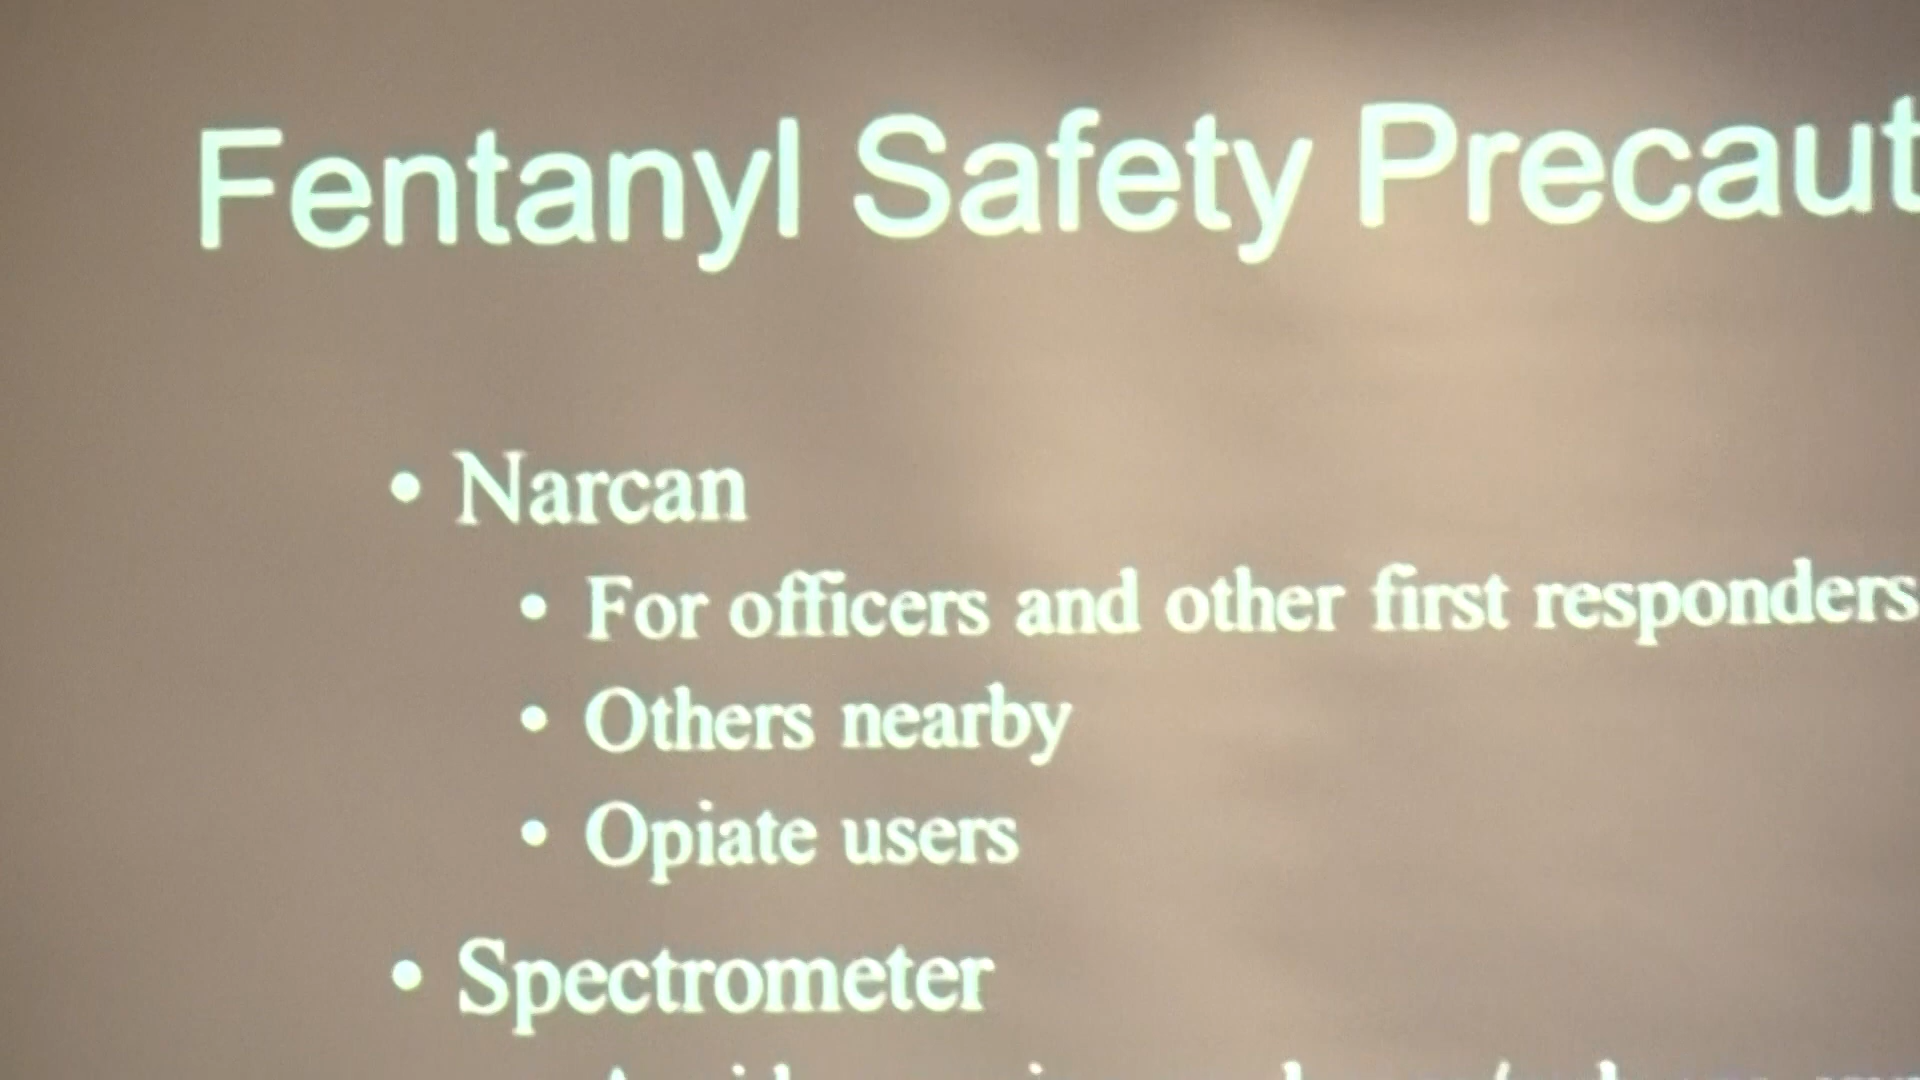 Fentanyl Safety Precaut
• Narcan
• For officers and other first responders
• Others nearby
• Opiate users
• Spectrometer